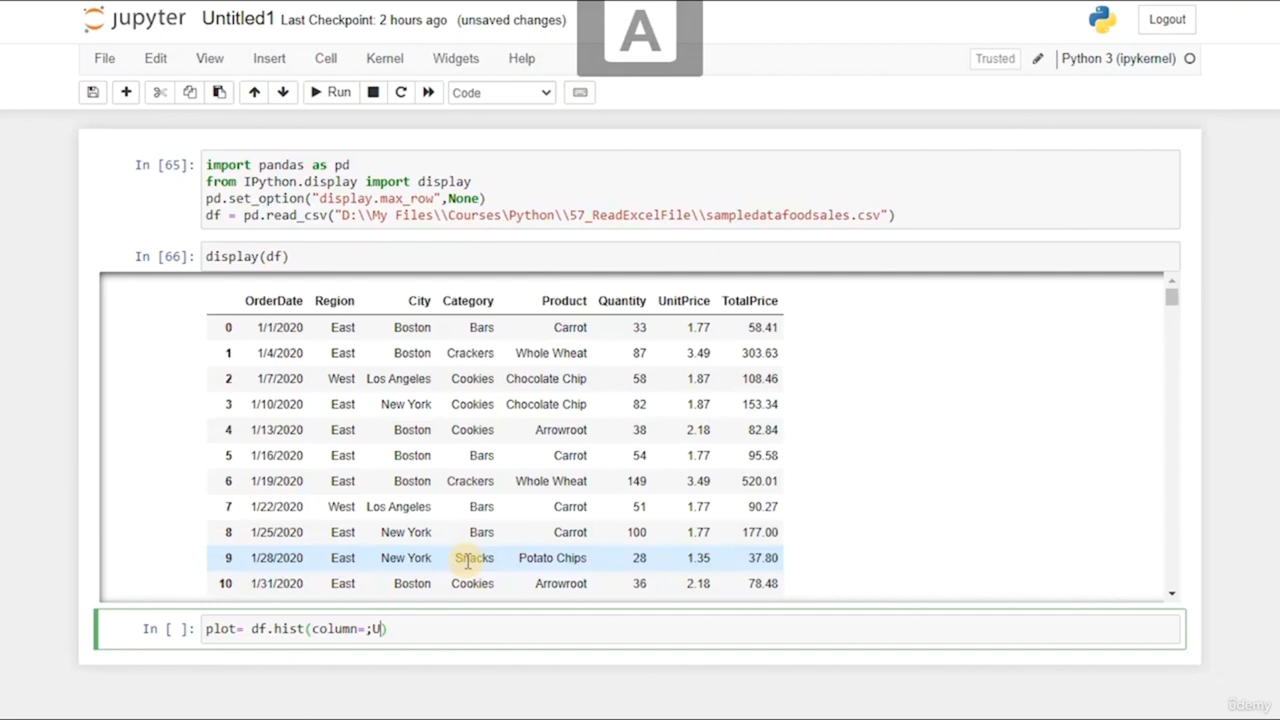 jupyter Untitled1 Last Checkpoint: 2 hours ago (unsaved changes) A Logout
File Edit View Insert Cell Kernel Widgets Help Trusted Python 3 (ipykernel)
Run Code
In [65]: import pandas as pd
from IPython.display import display
pd.set_option("display.max_row",None)
df = pd.read_csv("D:\\My Files\\Courses\Python\\57_ReadExcelFile\\sampledatafoodsales.csv")
In [66]: display(df)
OrderDate Region City Category Product Quantity UnitPrice TotalPrice
0 1/1/2020 East Boston Bars Carrot 33 1.77 58.41
1 1/4/2020 East Boston Crackers Whole Wheat 87 3.49 303.63
2 1/7/2020 West Los Angeles Cookies Chocolate Chip 58 1.87 108.46
3 1/10/2020 East New York Cookies Chocolate Chip 82 1.87 153.34
4 1/13/2020 East Boston Cookies Arrowroot 38 2.18 82.84
5 1/16/2020 East Boston Bars Carrot 54 1.77 95.58
6 1/19/2020 East Boston Crackers Whole Wheat 149 3.49 520.01
7 1/22/2020 West Los Angeles Bars Carrot 51 1.77 90.27
8 1/25/2020 East New York Bars Carrot 100 1.77 177.00
9 1/28/2020 East New York Snacks Potato Chips 28 1.35 37.80
10 1/31/2020 East Boston Cookies Arrowroot 36 2.18 78.48
In [ ]: plot= df.hist(column=;U)
ûdemy